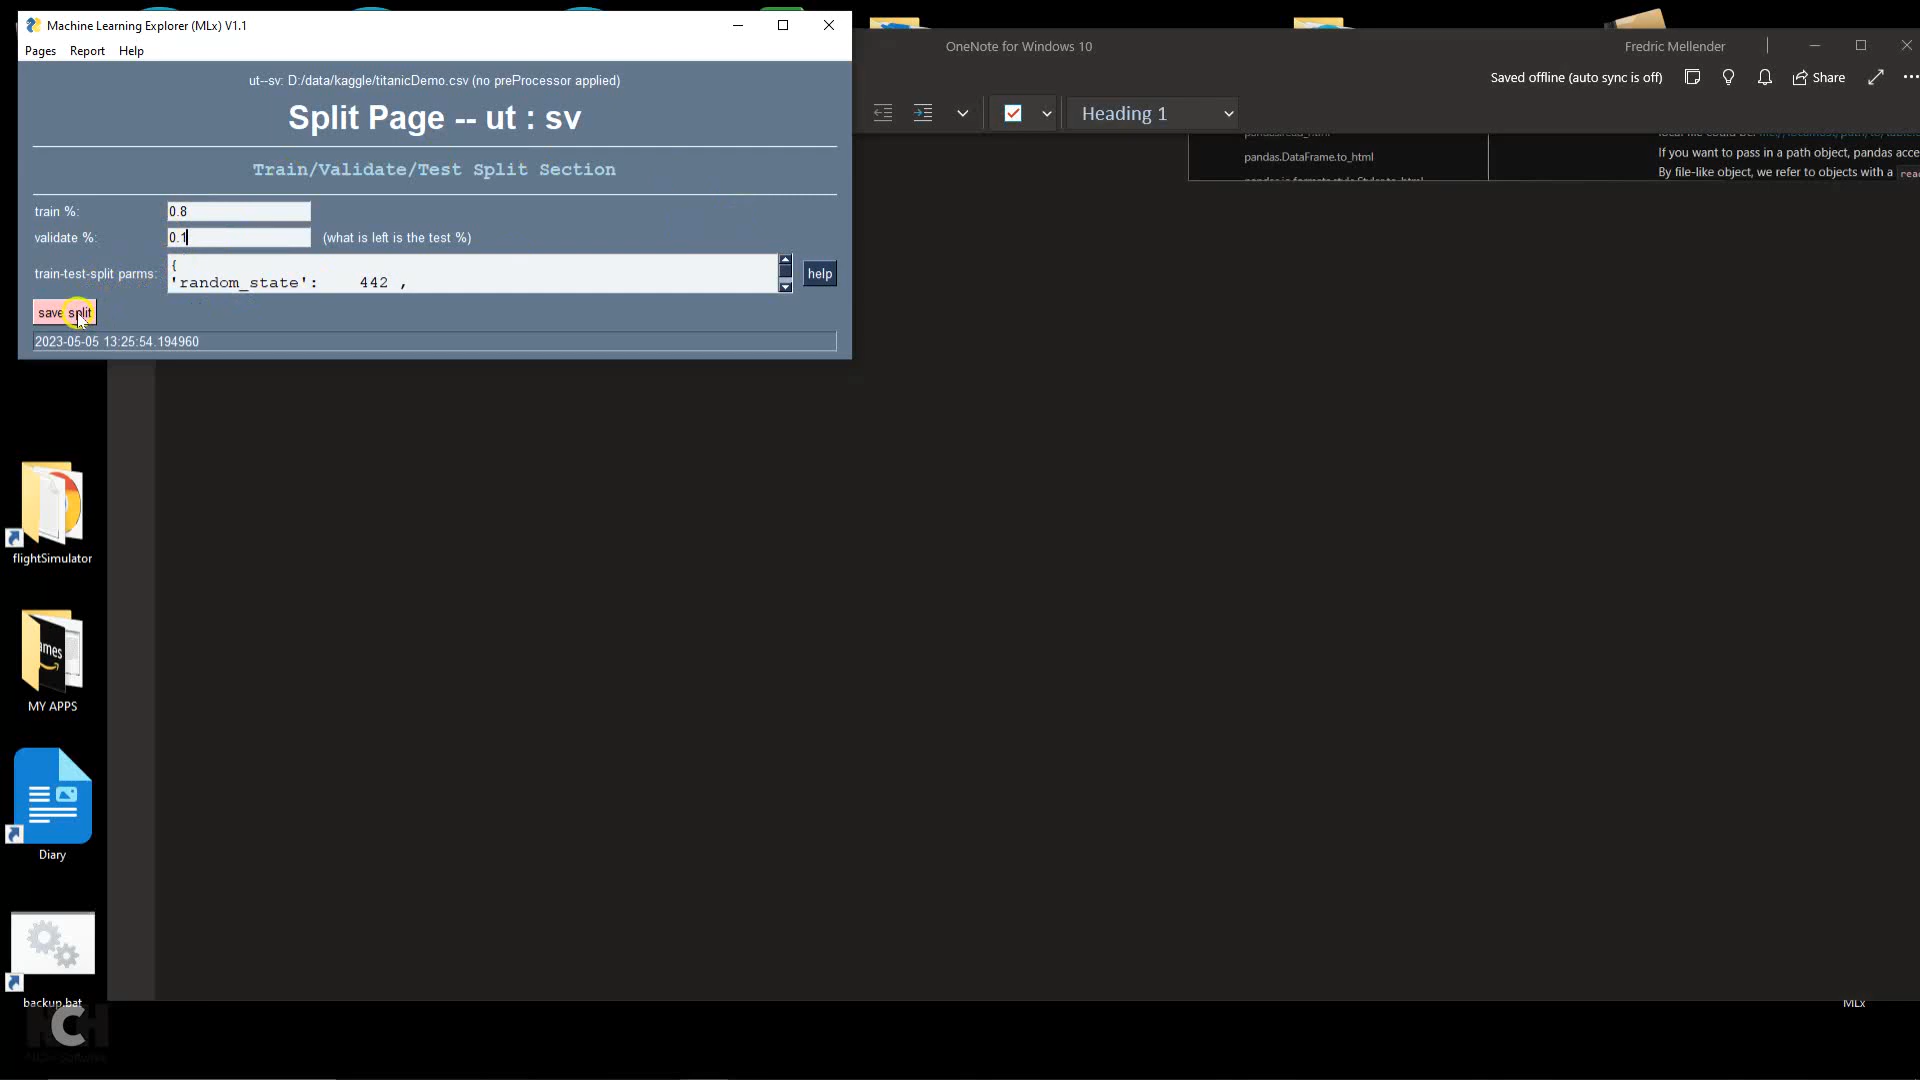 Machine Learning Explorer (MLx) V1.1
Pages Report Help
ut--sv: D:/data/kaggle/titanicDemo.csv (no preProcessor applied)
Split Page -- ut : sv
Train/Validate/Test Split Section
train %: 0.8
validate %: 0.1 (what is left is the test %)
train-test-split parms: {
'random_state': 442 ,
help
save split
2023-05-05 13:25:54.194960
OneNote for Windows 10
Fredric Mellender
Saved offline (auto sync is off)
Share
Heading 1
pandas.DataFrame.to_html
If you want to pass in a path object, pandas acce
By file-like object, we refer to objects with a rea
flightSimulator
MY APPS
Diary
backup.bat
MLx